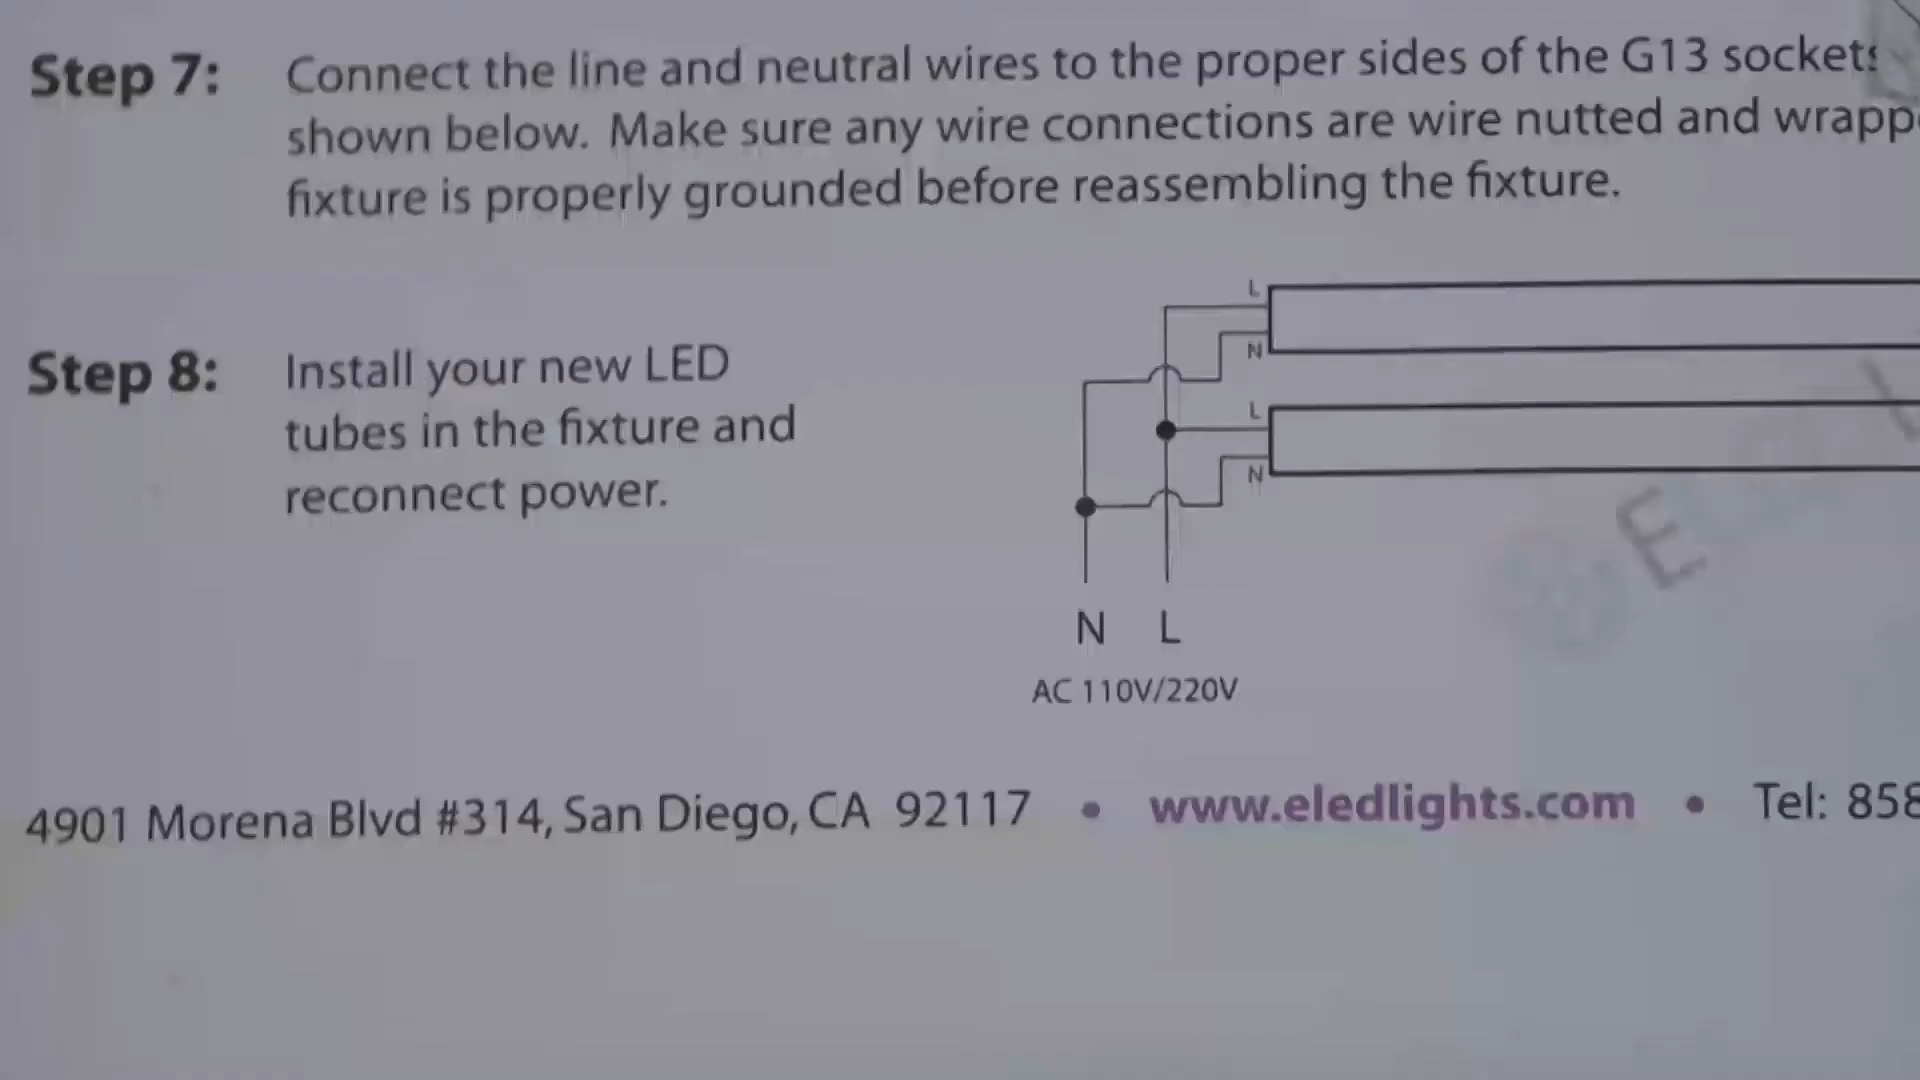 Step 7: Connect the line and neutral wires to the proper sides of the G13 sockets
shown below. Make sure any wire connections are wire nutted and
fixture is properly grounded before reassembling the fixture.
Step 8: Install your new LED
tubes in the fixture and
reconnect power.
L
N
L
N
N L
AC 110V/220V
E
4901 Morena Blvd #314, San Diego, CA 92117 • www.eledlights.com • Tel: 858